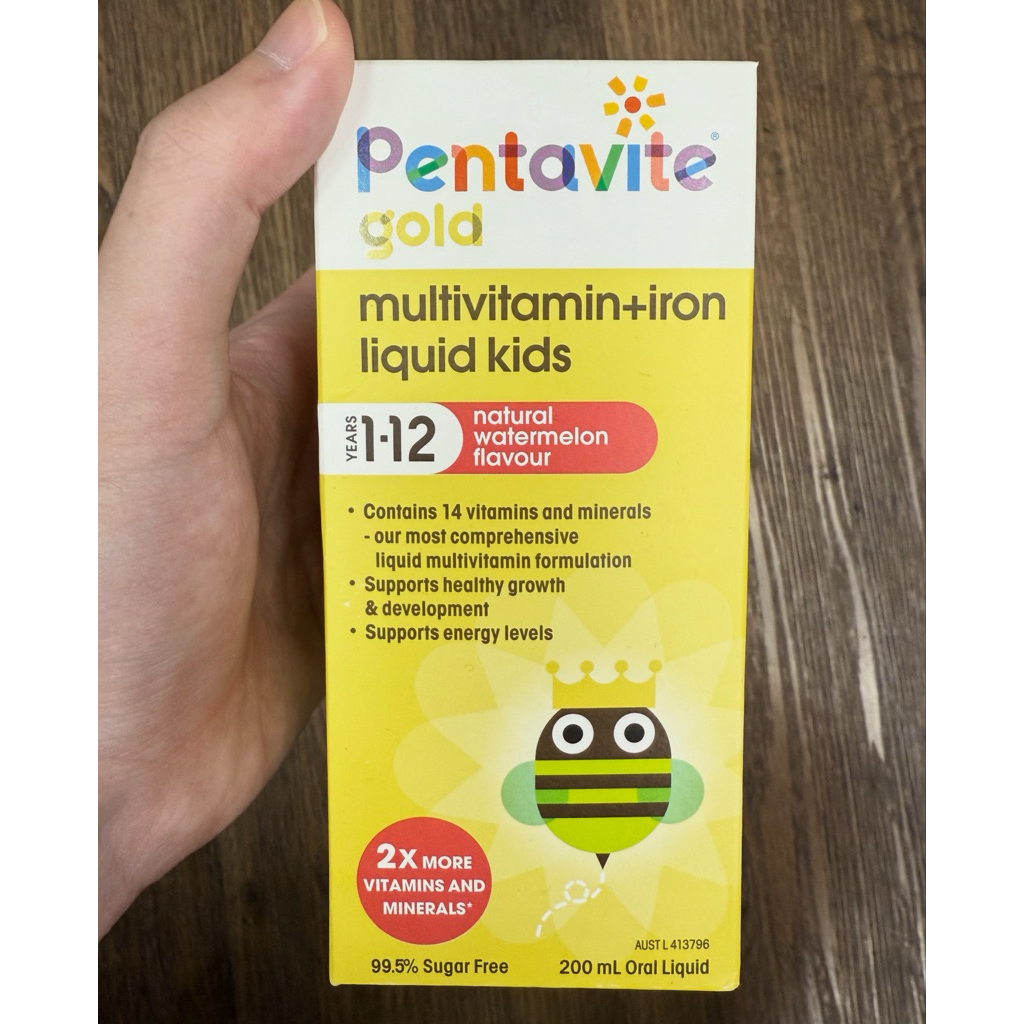 Pentavite®
gold
multivitamin+iron
liquid kids
YEARS 1-12
natural
watermelon
flavour
• Contains 14 vitamins and minerals
- our most comprehensive
liquid multivitamin formulation
• Supports healthy growth
& development
• Supports energy levels
2X MORE
VITAMINS AND
MINERALS*
AUST L 413796
99.5% Sugar Free 200 mL Oral Liquid